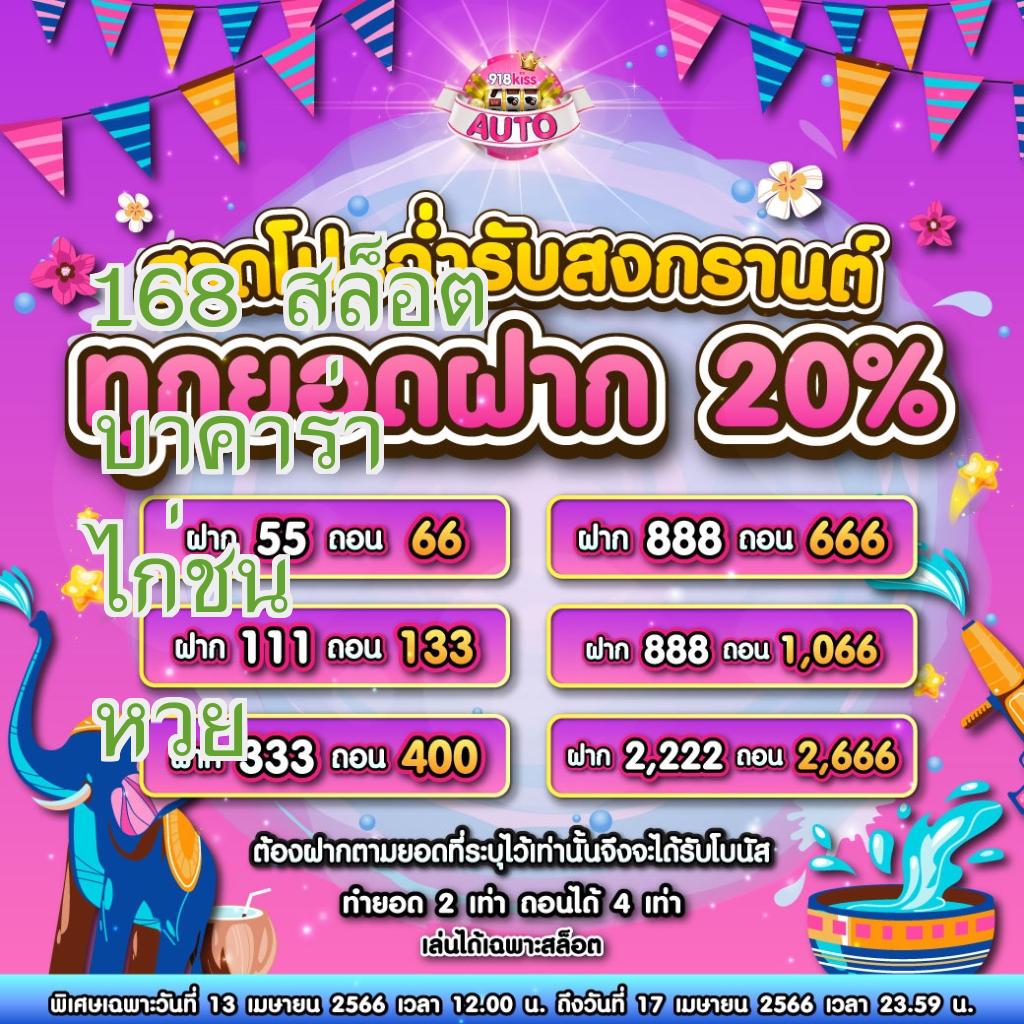 918kiss
AUTO
168 สล็อต
รับสงกรานต์
ทุกยอดฝาก 20%
บาคาร่า
ฝาก 55 ถอน 66
ฝาก 888 ถอน 666
ไก่ชน
ฝาก 111 ถอน 133
ฝาก 888 ถอน 1,066
หวย
ฝาก 333 ถอน 400
ฝาก 2,222 ถอน 2,666
ต้องฝากตามยอดที่ระบุไว้เท่านั้นจึงจะได้รับโบนัส
ทำยอด 2 เท่า ถอนได้ 4 เท่า
เล่นได้เฉพาะสล็อต
พิเศษเฉพาะวันที่ 13 เมษายน 2566 เวลา 12.00 น. ถึงวันที่ 17 เมษายน 2566 เวลา 23.59 น.